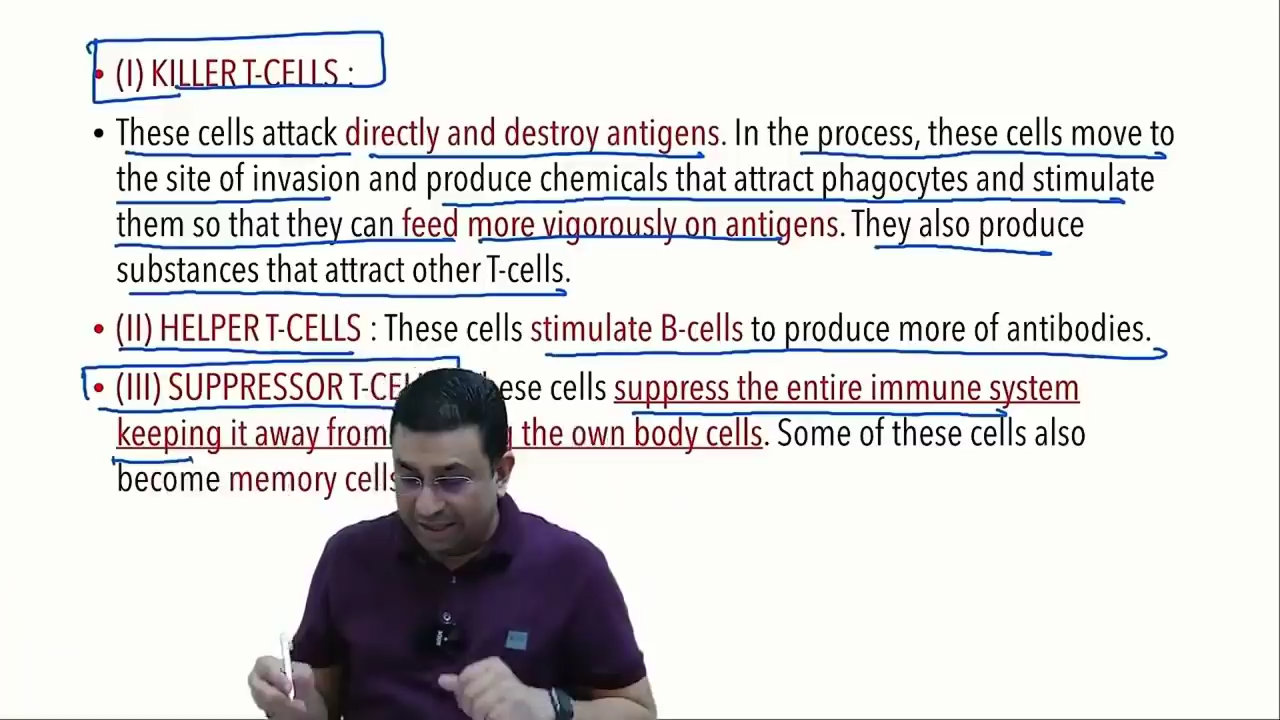 • (I) KILLER T-CELLS :
• These cells attack directly and destroy antigens. In the process, these cells move to
the site of invasion and produce chemicals that attract phagocytes and stimulate
them so that they can feed more vigorously on antigens. They also produce
substances that attract other T-cells.
• (II) HELPER T-CELLS : These cells stimulate B-cells to produce more of antibodies.
• (III) SUPPRESSOR cells suppress the entire immune system
keeping it away from the own body cells. Some of these cells also
become memory cells